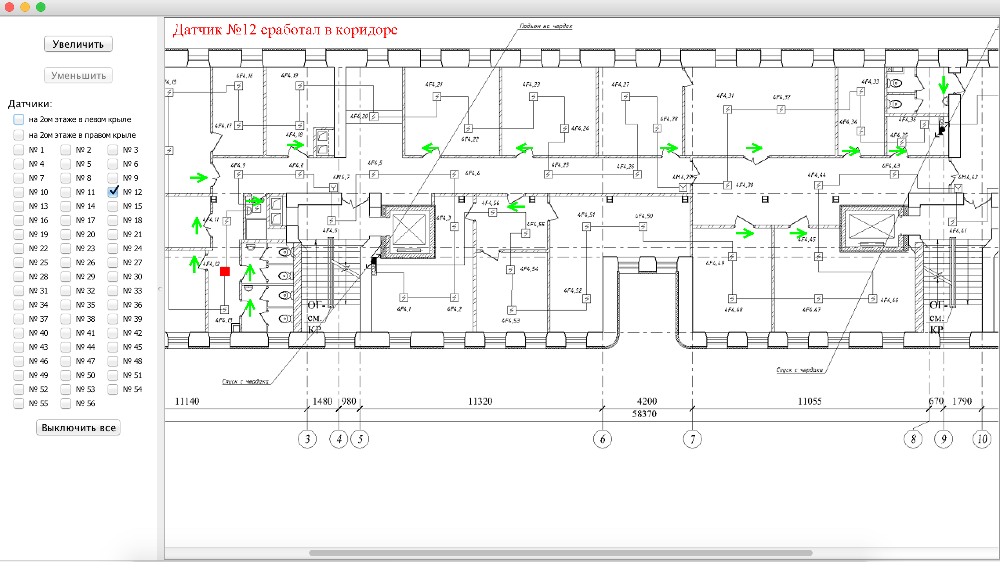 Увеличить
Уменьшить
Датчики:
на 2ом этаже в левом крыле
на 2ом этаже в правом крыле
№ 1 № 2 № 3
№ 4 № 5 № 6
№ 7 № 8 № 9
№ 10 № 11 № 12
№ 13 № 14 № 15
№ 16 № 17 № 18
№ 19 № 20 № 21
№ 22 № 23 № 24
№ 25 № 26 № 27
№ 28 № 29 № 30
№ 31 № 32 № 33
№ 34 № 35 № 36
№ 37 № 38 № 39
№ 40 № 41 № 42
№ 43 № 44 № 45
№ 46 № 47 № 48
№ 49 № 50 № 51
№ 52 № 53 № 54
№ 55 № 56
Выключить все
Датчик №12 сработал в коридоре
Подъем на чердак
4F4,16 4F4,19
4F4,21 4F4,23 4F4,27 4F4,33
4F4,31 4F4,32
4F4,20 4F4,28 4F4,34 4F4,36
4F4,17 4F4,18 4F4,22 4F4,24 4F4,35
4F4,9 4F4,8 4F4,5 4F4,4 4F4,25 4F4,26 4F4,44 4F4,43
4M4,7 4M4,29 4F4,30 4M4,42
4F4,11 4F4,6 4F4,3 4F4,56 4F4,55 4F4,51 4F4,50 4F4,45 4F4,41
4F4,12 4F4,54 4F4,49
4F4,13 4F4,1 4F4,2 4F4,53 4F4,52 4F4,48 4F4,47 4F4,46
ОГ-
см.
КР
ОГ-
см.
КР
Спуск с чердака
Спуск с чердака
11140 1480 980 11320 4200 11055 670 1790
58370
3 4 5 6 7 8 9 10